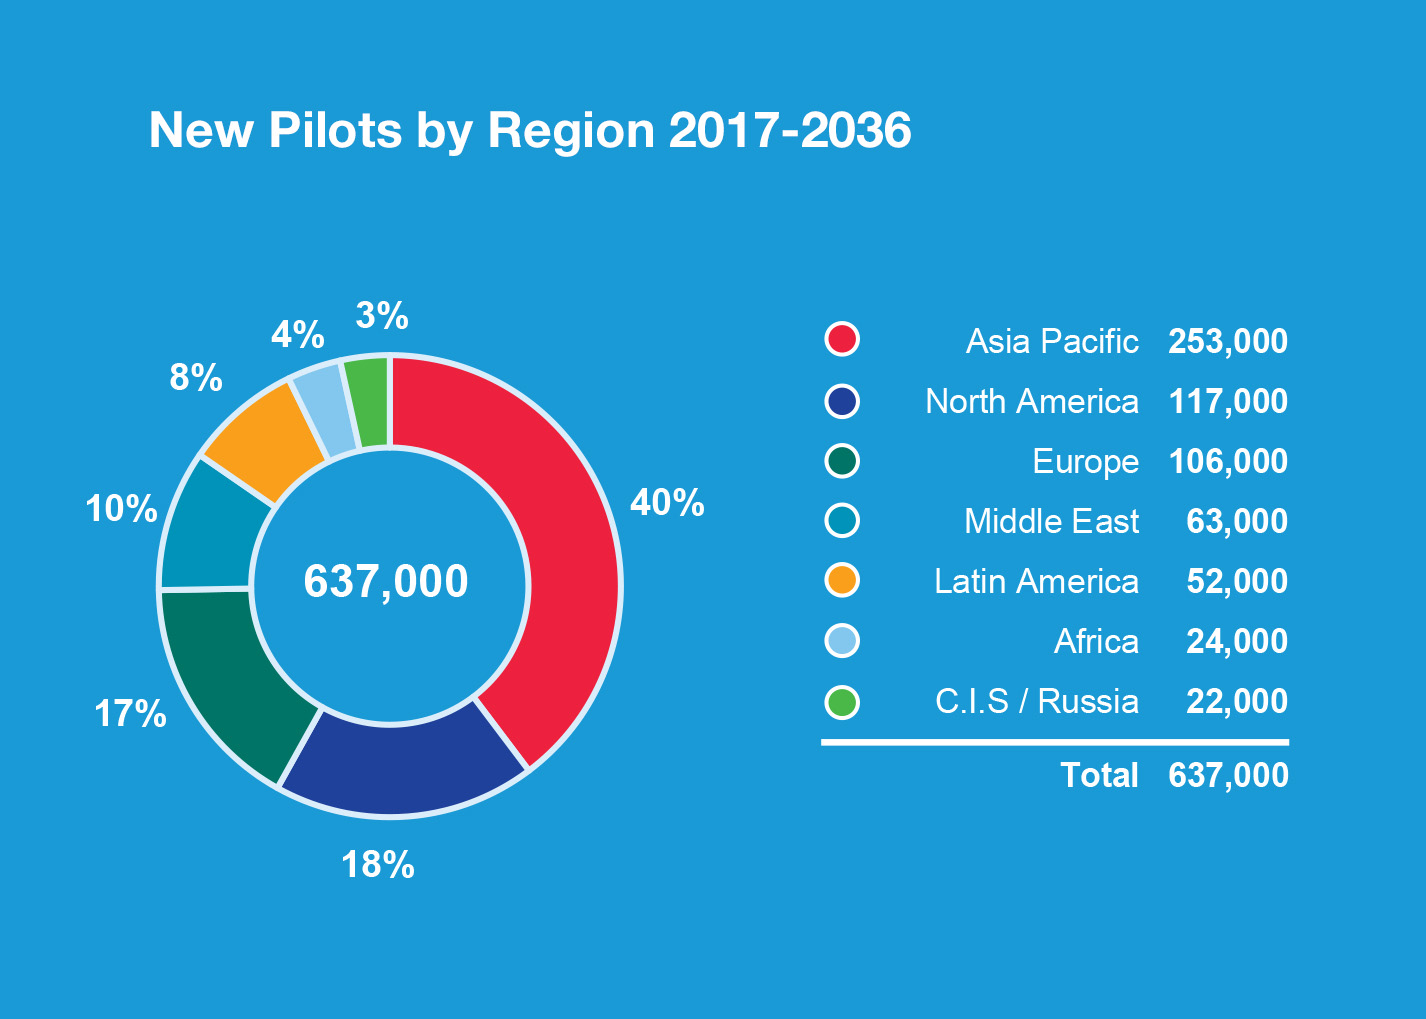 New Pilots by Region 2017-2036
3%
4%
8%
10%
40%
17%
18%
637,000
Asia Pacific 253,000
North America 117,000
Europe 106,000
Middle East 63,000
Latin America 52,000
Africa 24,000
C.I.S / Russia 22,000
Total 637,000